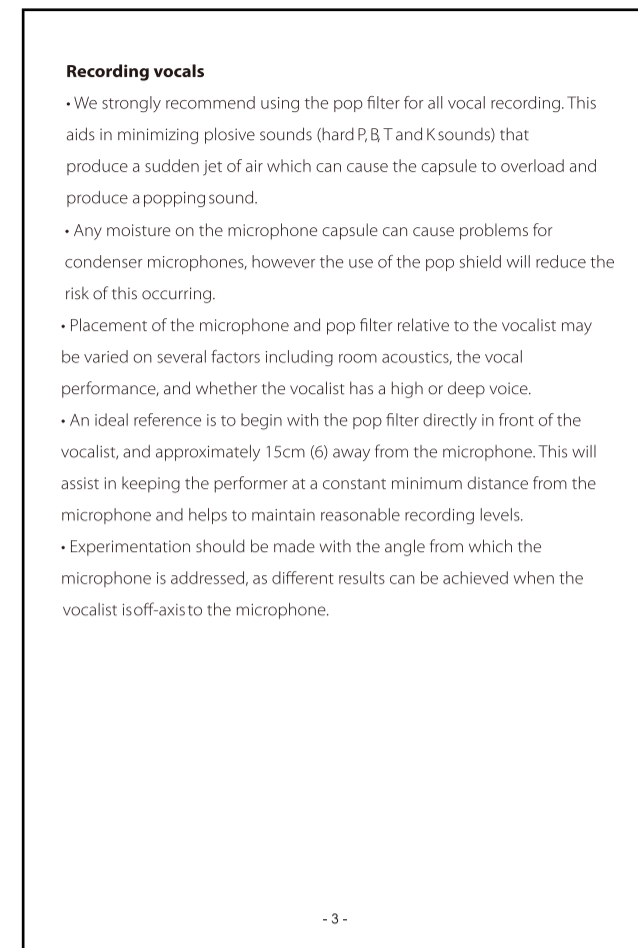 Recording vocals
• We strongly recommend using the pop filter for all vocal recording. This
aids in minimizing plosive sounds (hard P, B, T and K sounds) that
produce a sudden jet of air which can cause the capsule to overload and
produce a popping sound.
• Any moisture on the microphone capsule can cause problems for
condenser microphones, however the use of the pop shield will reduce the
risk of this occurring.
• Placement of the microphone and pop filter relative to the vocalist may
be varied on several factors including room acoustics, the vocal
performance, and whether the vocalist has a high or deep voice.
• An ideal reference is to begin with the pop filter directly in front of the
vocalist, and approximately 15cm (6) away from the microphone. This will
assist in keeping the performer at a constant minimum distance from the
microphone and helps to maintain reasonable recording levels.
• Experimentation should be made with the angle from which the
microphone is addressed, as different results can be achieved when the
vocalist is off-axis to the microphone.
- 3 -